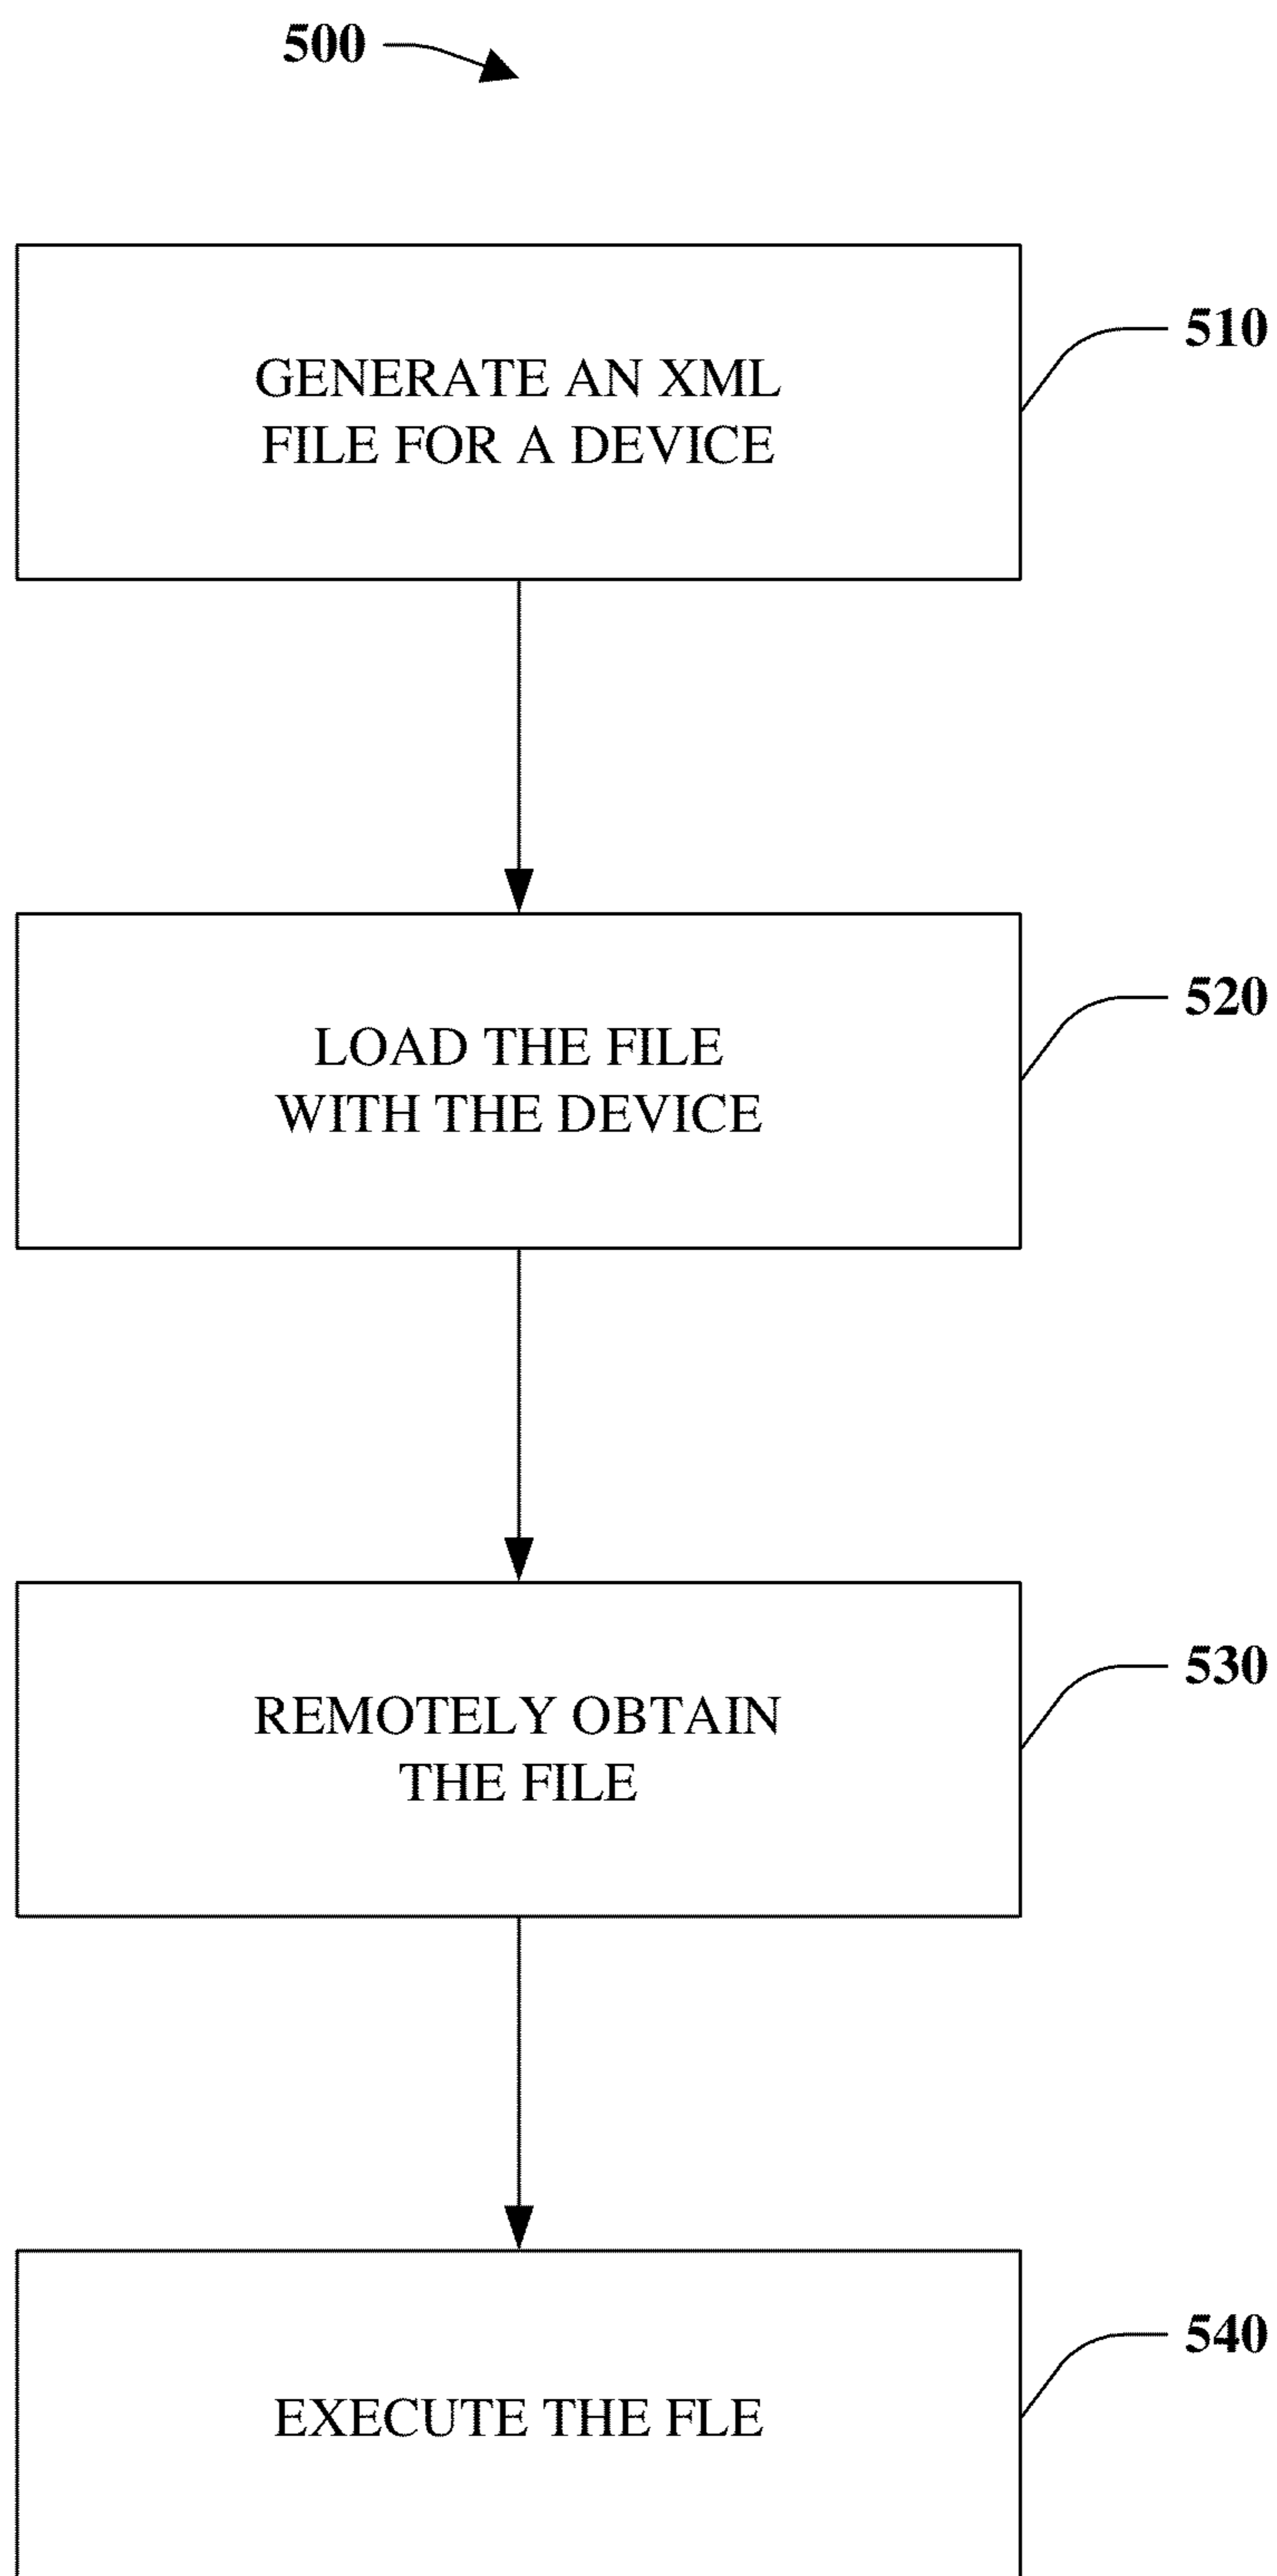 500
GENERATE AN XML
FILE FOR A DEVICE
510
LOAD THE FILE
WITH THE DEVICE
520
REMOTELY OBTAIN
THE FILE
530
EXECUTE THE FLE
540